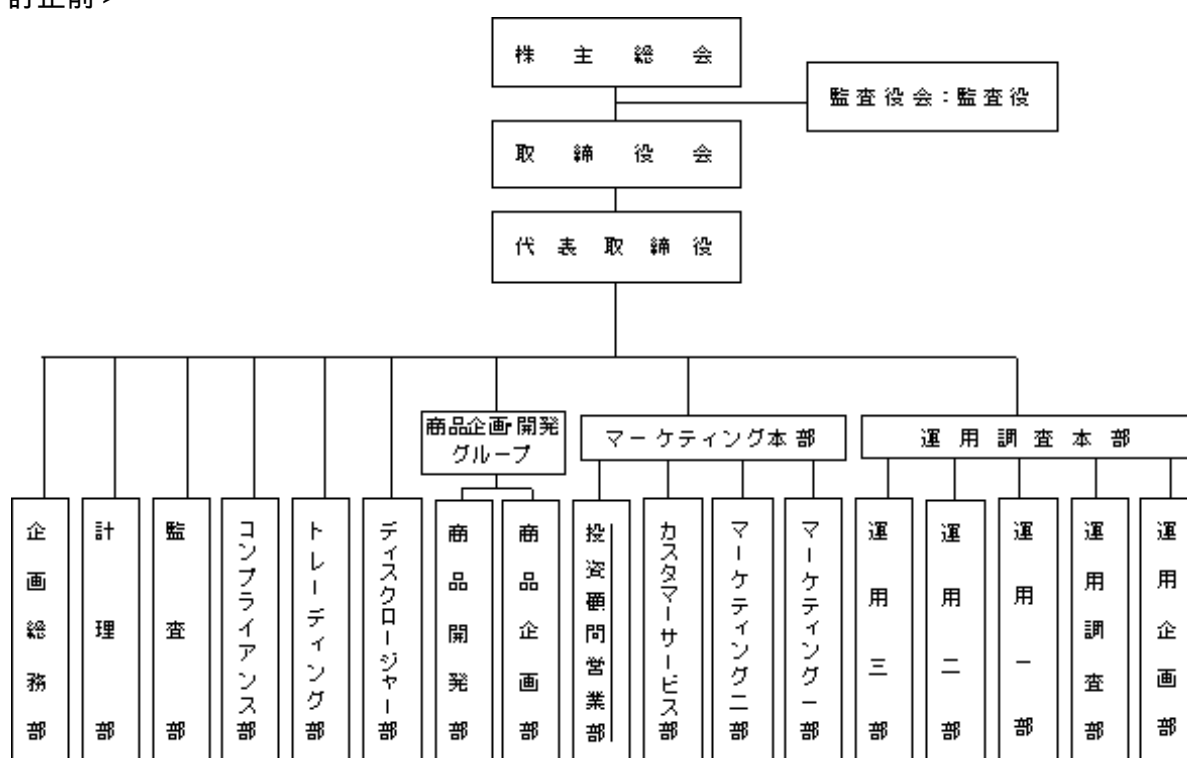 訂正前＞
株主総会
監査役会：監査役
取締役会
代表取締役
商品企画・開発
グループ
マーケティング本部
運用調査本部
企画総務部
計理部
監査部
コンプライアンス部
トレーディング部
ディスクロージャー部
商品開発部
商品企画部
投資顧問営業部
カスタマーサービス部
マーケティング二部
マーケティング一部
運用三部
運用二部
運用一部
運用調査部
運用企画部